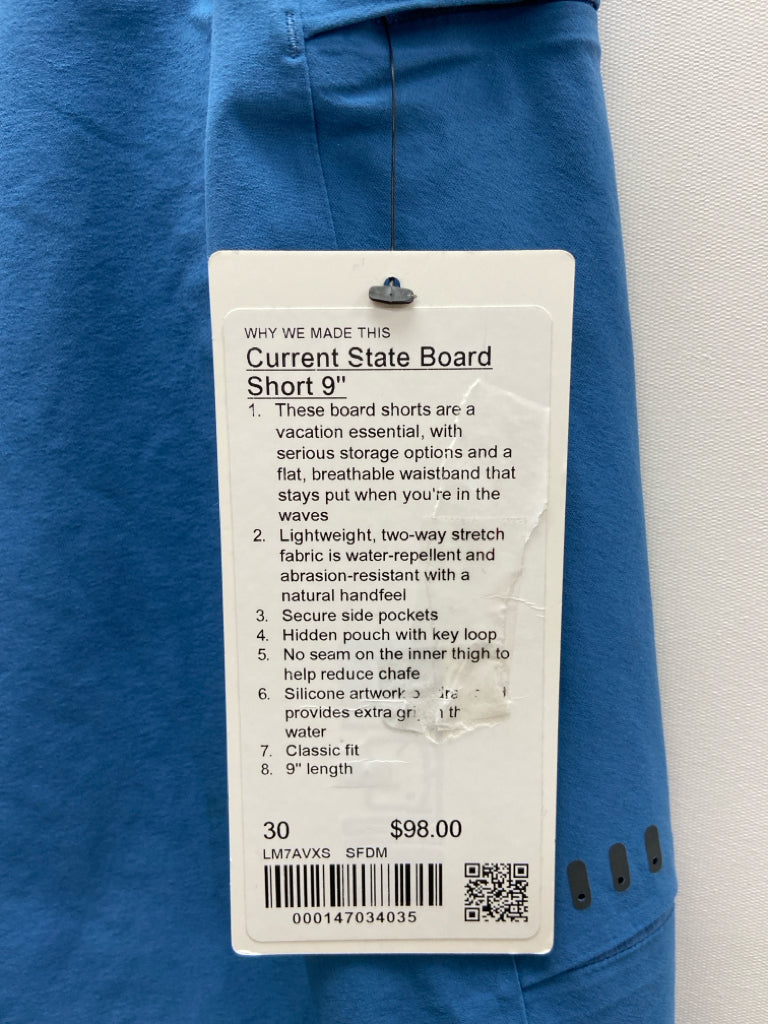 WHY WE MADE THIS
Current State Board
Short 9"
1. These board shorts are a
vacation essential, with
serious storage options and a
flat, breathable waistband that
stays put when you're in the
waves
2. Lightweight, two-way stretch
fabric is water-repellent and
abrasion-resistant with a
natural handfeel
3. Secure side pockets
4. Hidden pouch with key loop
5. No seam on the inner thigh to
help reduce chafe
6. Silicone artwork
provides extra
water
7. Classic fit
8. 9" length
30 $98.00
LM7AVXS SFDM
000147034035